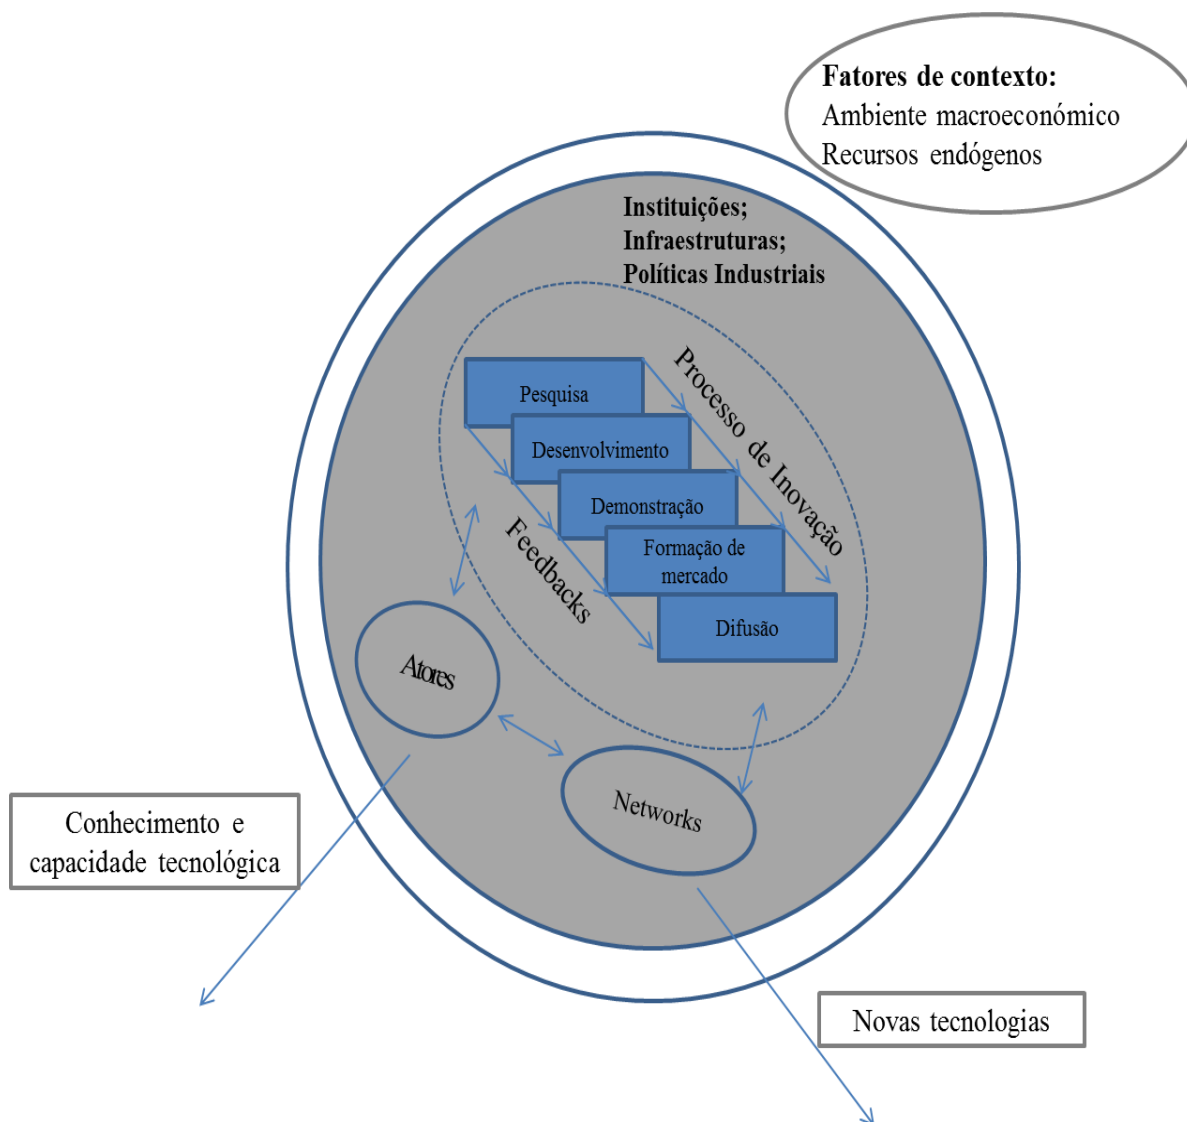 Fatores de contexto:
Ambiente macroeconómico
Recursos endógenos
Instituições;
Infraestruturas;
Políticas Industriais
Processo de Inovação
Pesquisa
Desenvolvimento
Demonstração
Formação de
mercado
Difusão
Feedbacks
Atores
Networks
Conhecimento e
capacidade tecnológica
Novas tecnologias